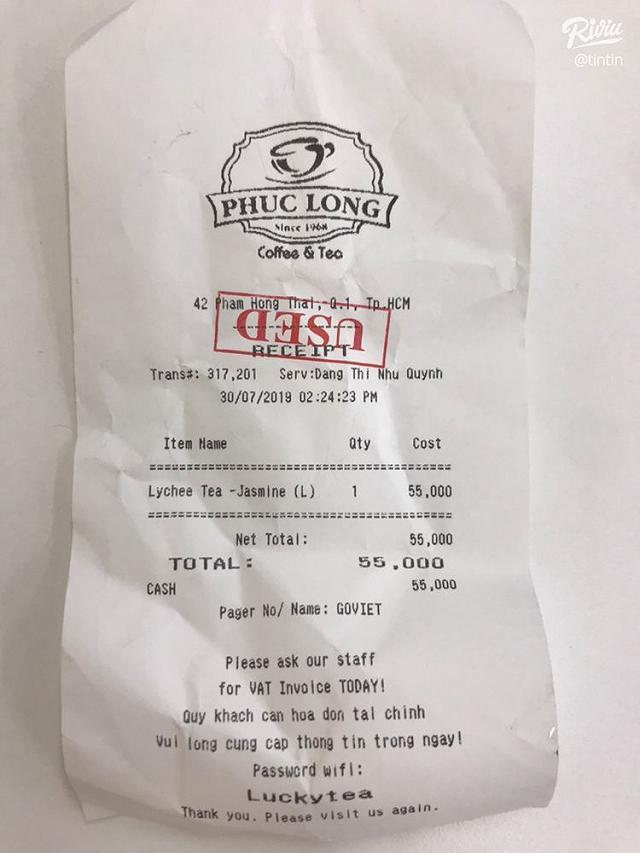 Riviu
@tintin
PHUC LONG
Since 1968
Coffee & Tea
42 Pham Hong Thai, Q.1, Tp.HCM
USED
RECEIPT
Trans#: 317,201 Serv:Dang Thi Nhu Quynh
30/07/2019 02:24:23 PM
Item Name Qty Cost
Lychee Tea -Jasmine (L) 1 55,000
Net Total: 55,000
TOTAL: 55,000
CASH 55,000
Pager No/ Name: GOVIET
Please ask our staff
for VAT Invoice TODAY!
Quy khach can hoa don tai chinh
Vui long cung cap thong tin trong ngay!
Password wifi:
Luckytea
Thank you. Please visit us again.